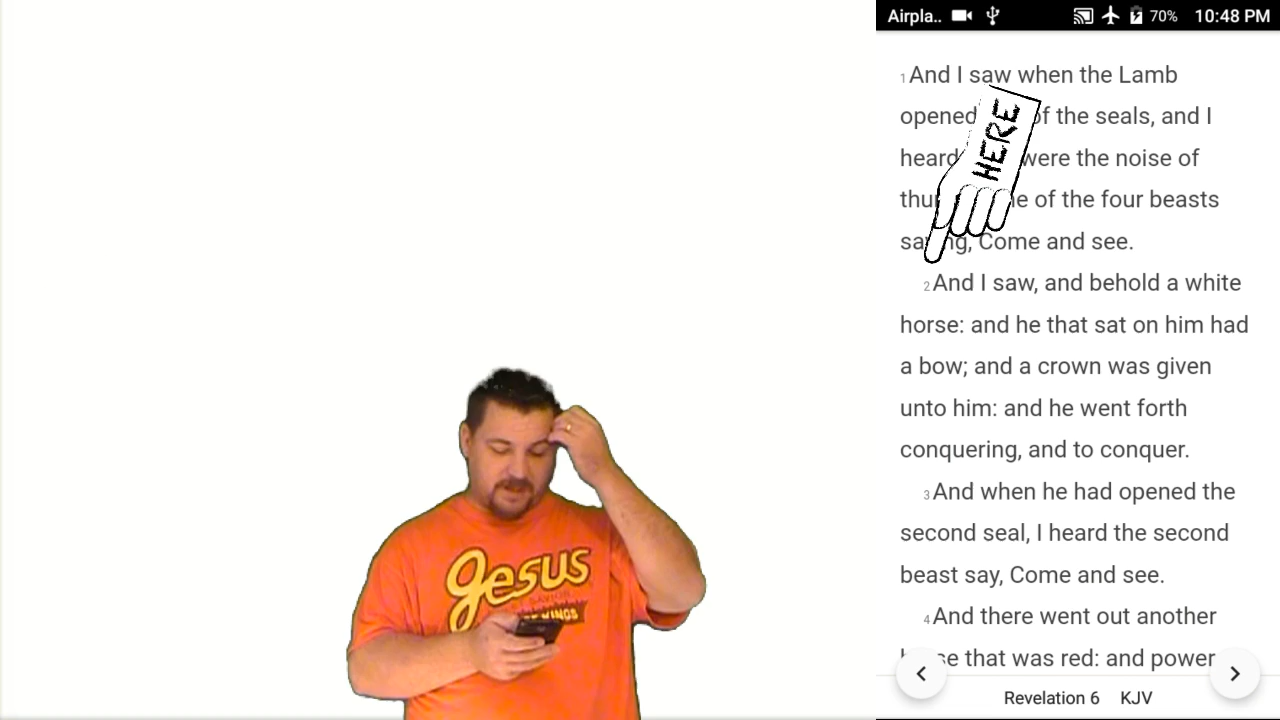 Airpla.. 70% 10:48 PM
1 And I saw when the Lamb
opened of the seals, and I
heard were the noise of
of the four beasts
Come and see.
HERE
2 And I saw, and behold a white
horse: and he that sat on him had
a bow; and a crown was given
unto him: and he went forth
conquering, and to conquer.
3 And when he had opened the
second seal, I heard the second
beast say, Come and see.
4 And there went out another
that was red: and power
Revelation 6 KJV
Jesus
KINGS